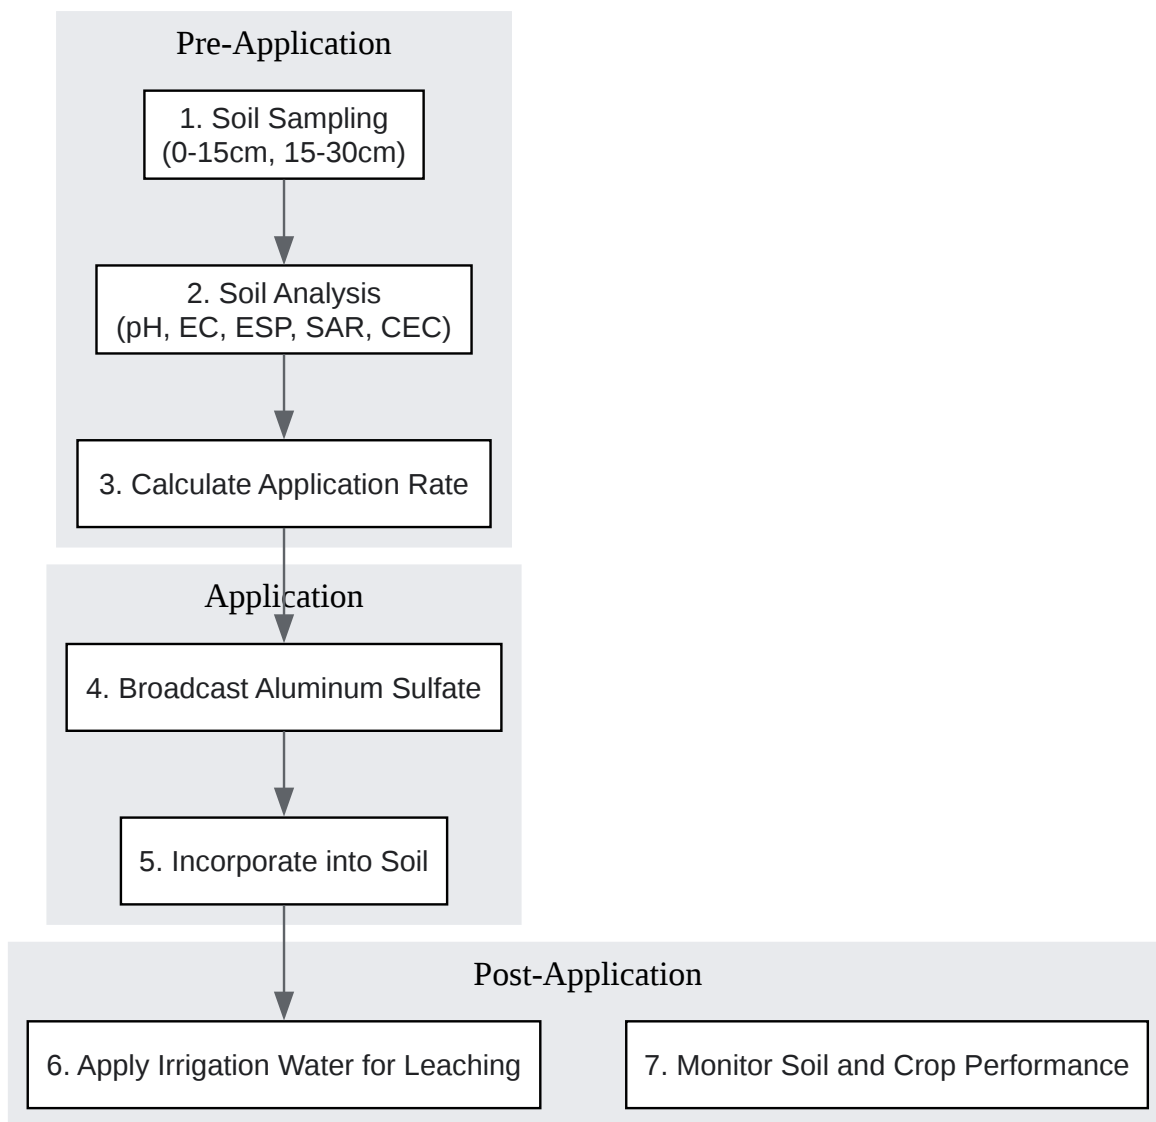 Pre-Application
1. Soil Sampling
(0-15cm, 15-30cm)
2. Soil Analysis
(pH, EC, ESP, SAR, CEC)
3. Calculate Application Rate
Application
4. Broadcast Aluminum Sulfate
5. Incorporate into Soil
Post-Application
6. Apply Irrigation Water for Leaching
7. Monitor Soil and Crop Performance